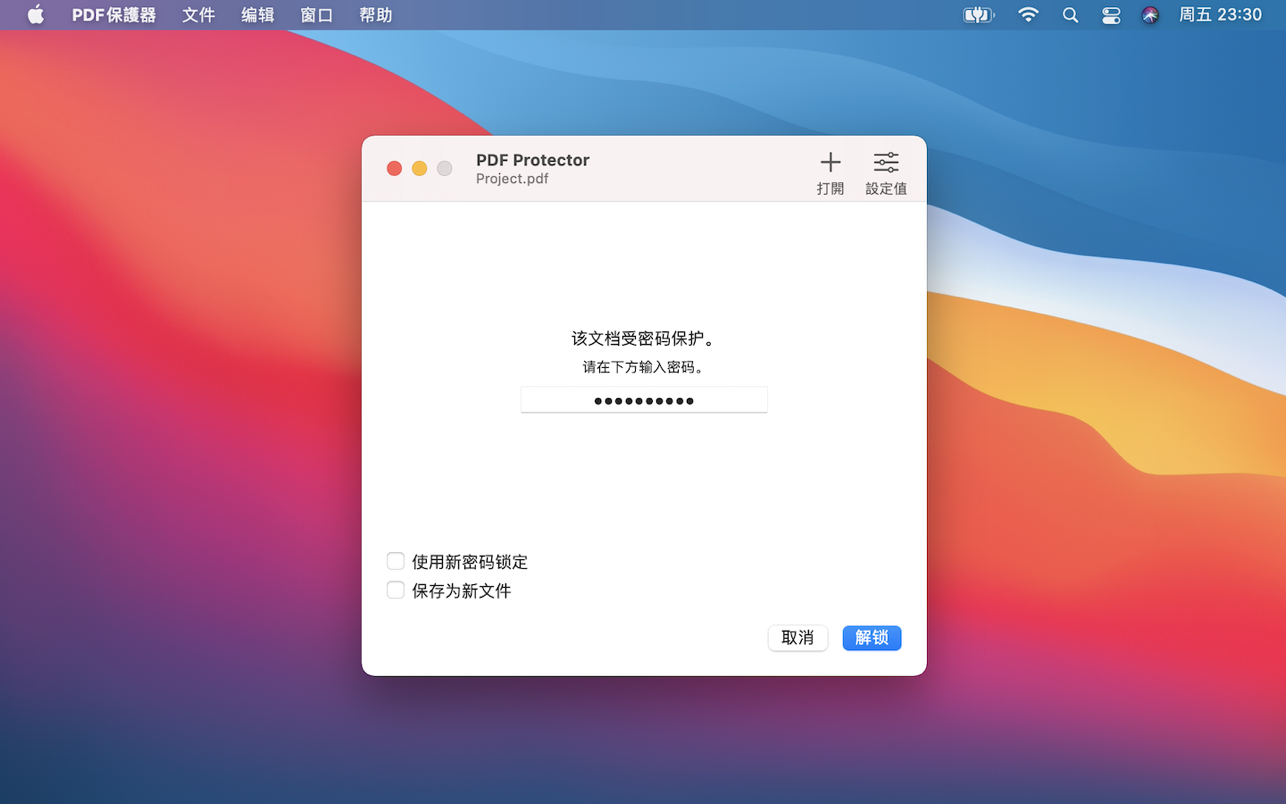 PDF保護器 文件 编辑 窗口 帮助 周五 23:30
PDF Protector
Project.pdf
打開 設定值
该文档受密码保护。
请在下方输入密码。
使用新密码锁定
保存为新文件
取消 解锁